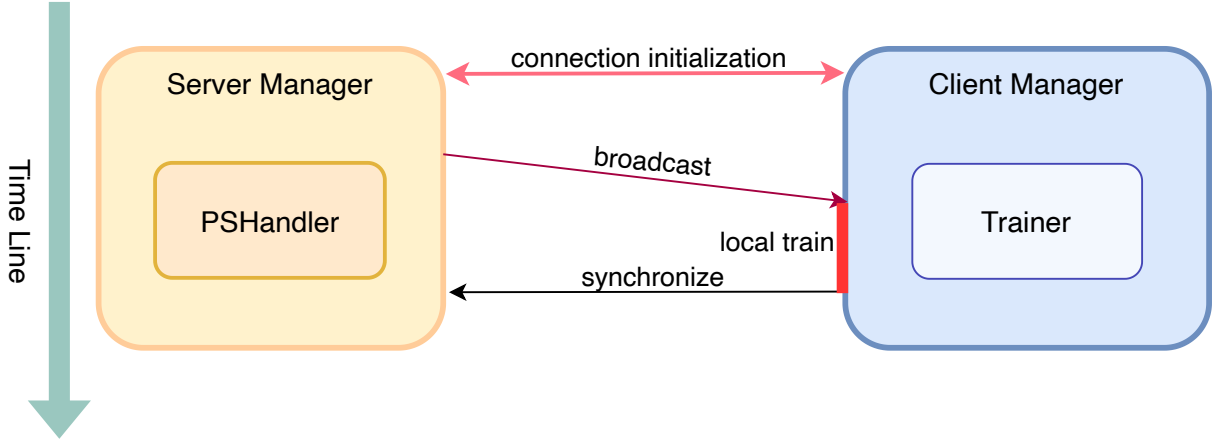 connection initialization
Server Manager
Client Manager
broadcast
Time Line
PSHandler
Trainer
local train
synchronize